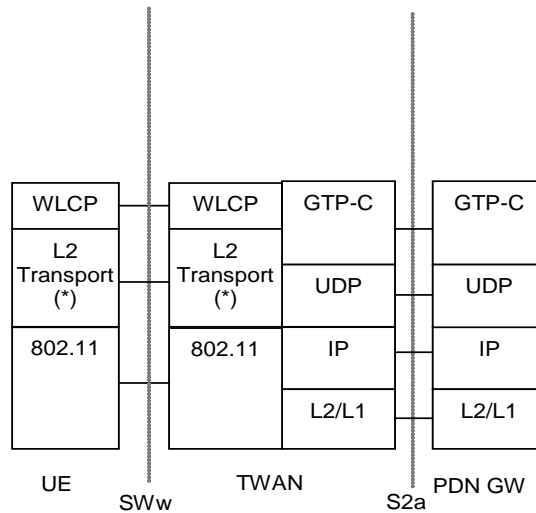 WLCP
WLCP
GTP-C
GTP-C
L2
Transport
(*)
L2
Transport
(*)
UDP
UDP
802.11
802.11
IP
IP
L2/L1
L2/L1
UE
SWw
TWAN
S2a
PDN GW